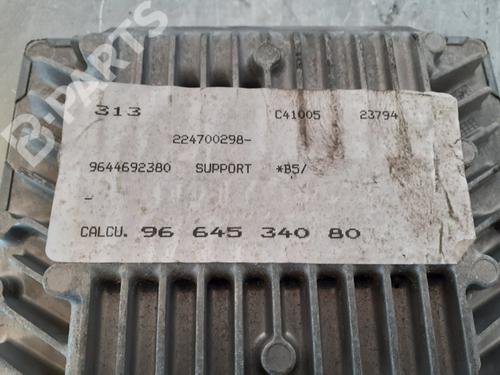 B-PARTS
313 C41005 23794
224700298-
9644692380 SUPPORT *B5/
-
CALCU. 96 645 340 80